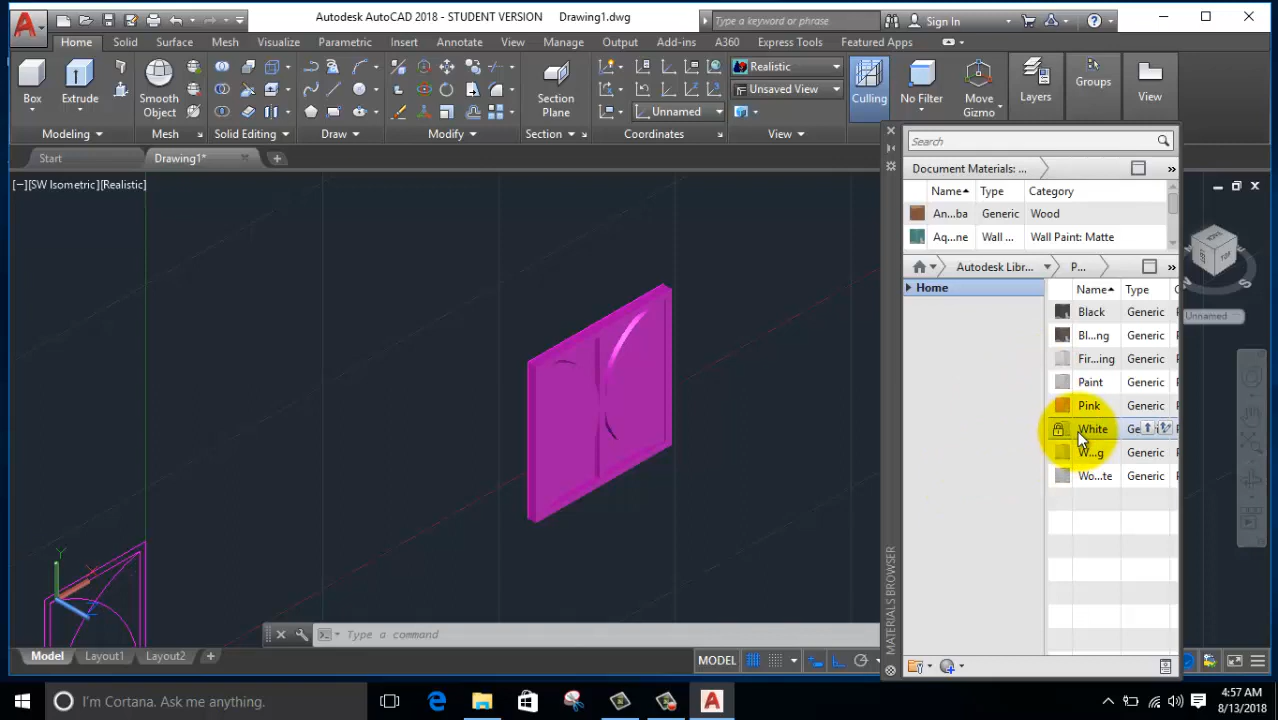 Autodesk AutoCAD 2018 - STUDENT VERSION Drawing1.dwg
Type a keyword or phrase
Sign In
Home Solid Surface Mesh Visualize Parametric Insert Annotate View Manage Output Add-ins A360 Express Tools Featured Apps
Box
Extrude
Smooth
Object
Section
Plane
Realistic
Unsaved View
Unnamed
Culling
No Filter
Move
Gizmo
Layers
Groups
View
Modeling
Mesh
Solid Editing
Draw
Modify
Section
Coordinates
View
Start
Drawing1*
[−][SW Isometric][Realistic]
Search
Document Materials: ...
Name Type Category
An...ba Generic Wood
Aq...ne Wall ... Wall Paint: Matte
Autodesk Libr... P...
Home
Name Type
Black Generic
Bl...ng Generic
Fir...ing Generic
Paint Generic
Pink Generic
White
W...g Generic
Wo...te Generic
TOP
Unnamed
MATERIALS BROWSER
Y
X
Type a command
Model Layout1 Layout2
MODEL
I'm Cortana. Ask me anything.
4:57 AM
8/13/2018